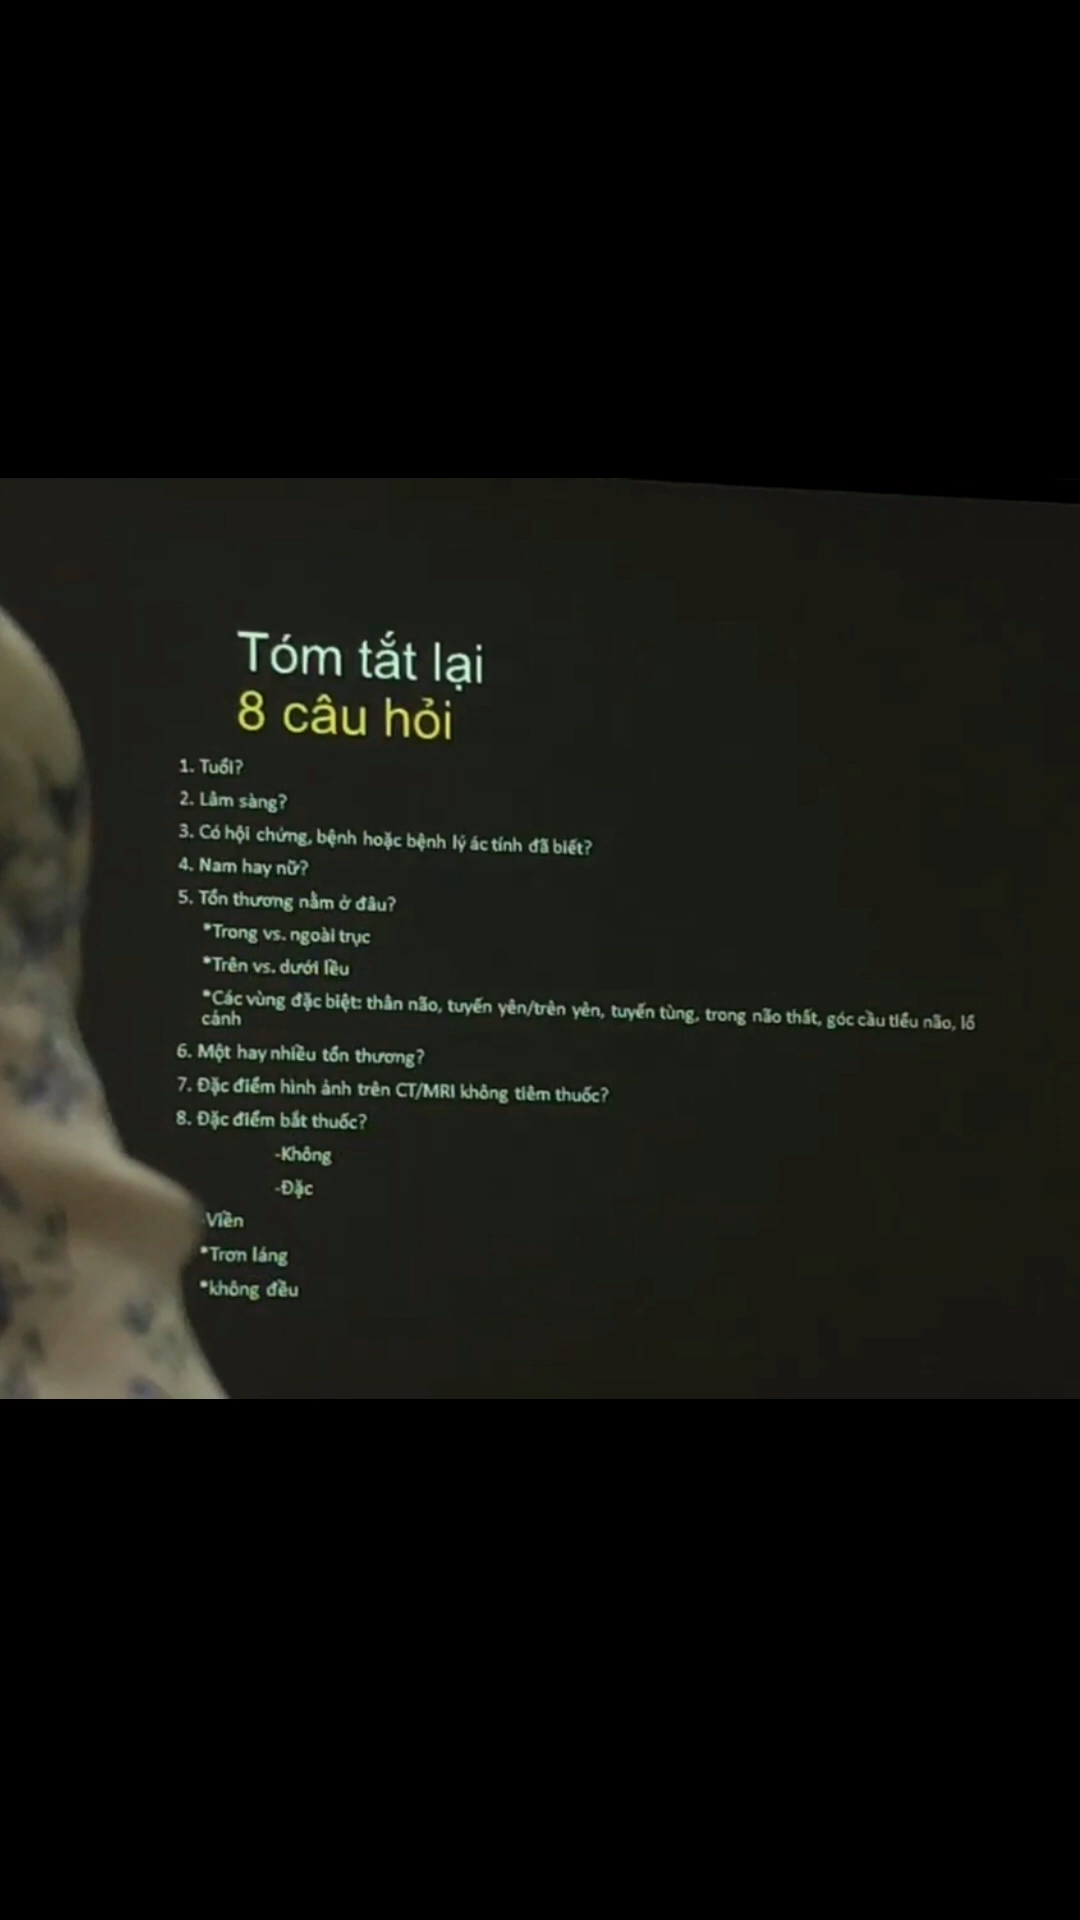 Tóm tắt lại
8 câu hỏi
1. Tuổi?
2. Lâm sàng?
3. Có hội chứng, bệnh hoặc bệnh lý ác tính đã biết?
4. Nam hay nữ?
5. Tổn thương nằm ở đâu?
*Trong vs. ngoài trục
*Trên vs. dưới lều
*Các vùng đặc biệt: thân não, tuyến yên/trên yên, tuyến tùng, trong não thất, góc cầu tiểu não, lỗ
cảnh
6. Một hay nhiều tổn thương?
7. Đặc điểm hình ảnh trên CT/MRI không tiêm thuốc?
8. Đặc điểm bắt thuốc?
-Không
-Đặc
-Viền
*Trơn láng
*không đều